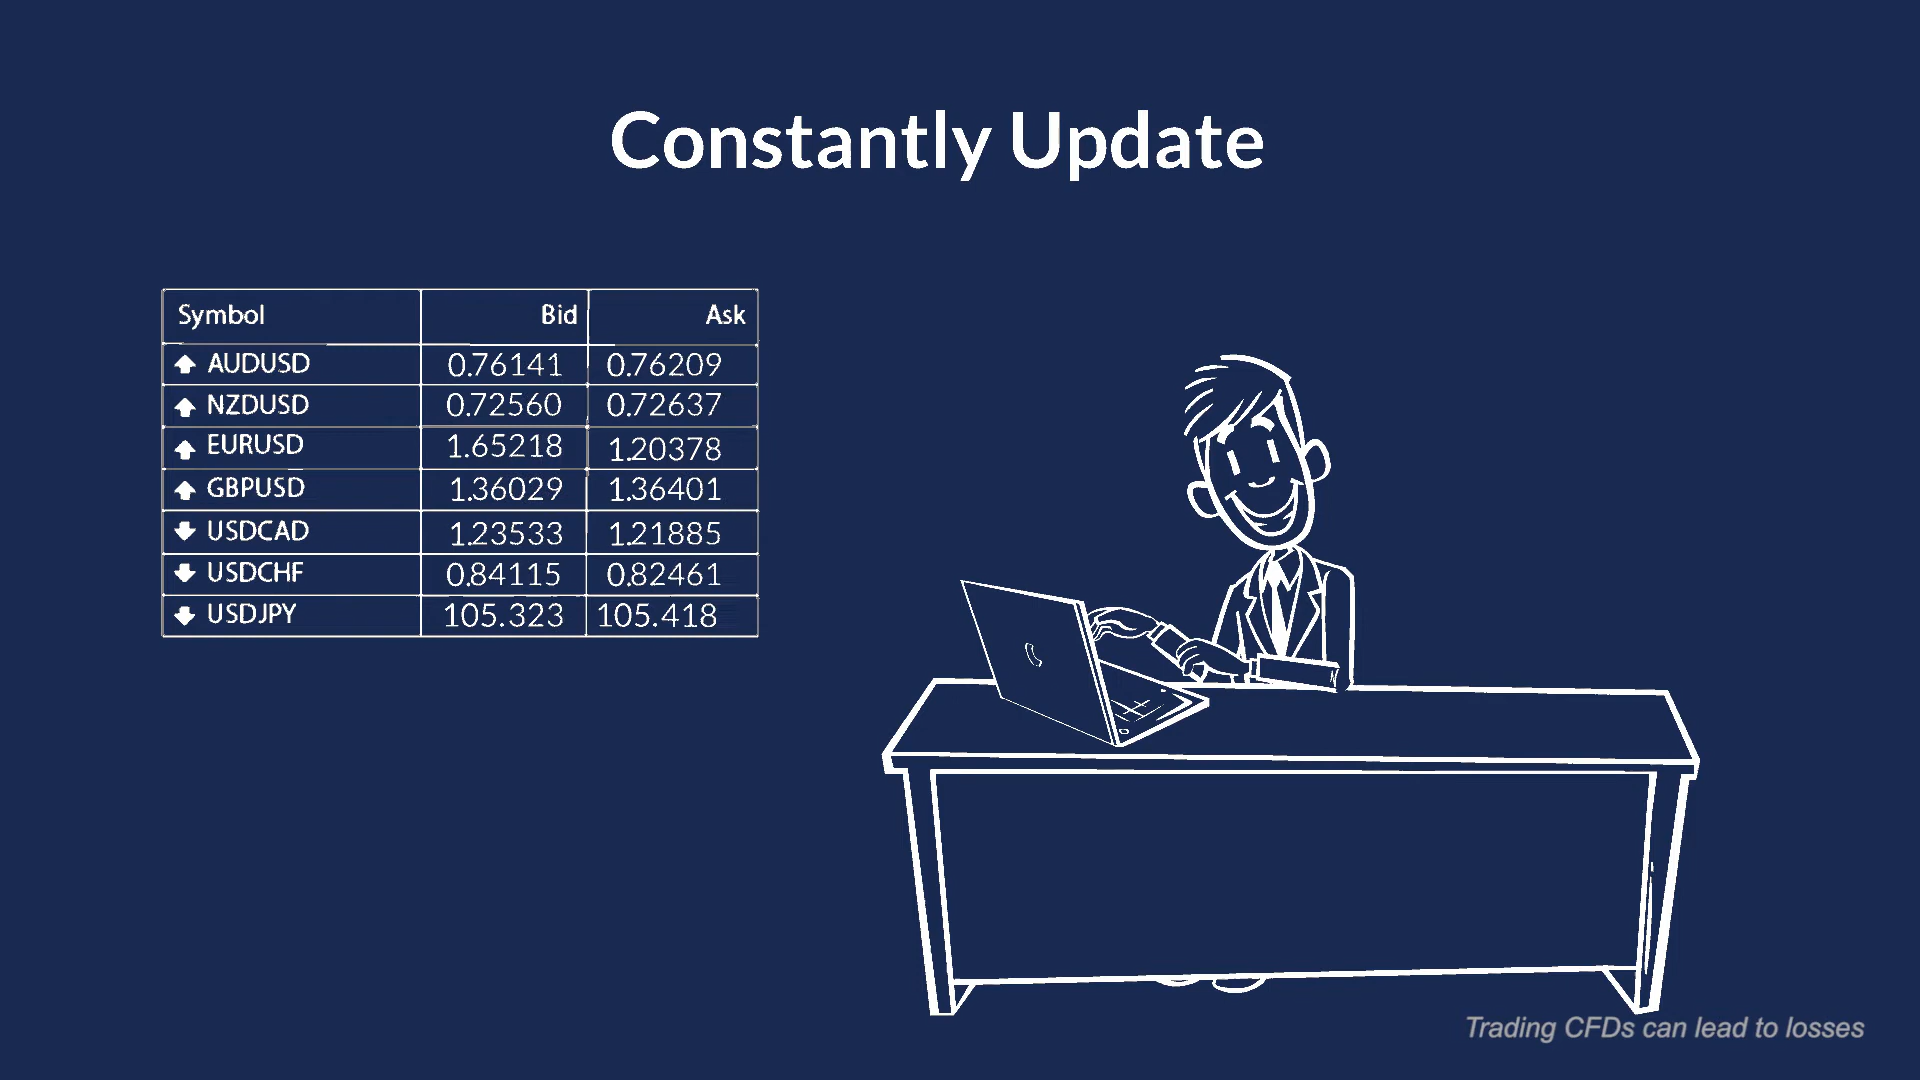 Constantly Update
Symbol Bid Ask
AUDUSD 0.76141 0.76209
NZDUSD 0.72560 0.72637
EURUSD 1.65218 1.20378
GBPUSD 1.36029 1.36401
USDCAD 1.23533 1.21885
USDCHF 0.84115 0.82461
USDJPY 105.323 105.418
Trading CFDs can lead to losses